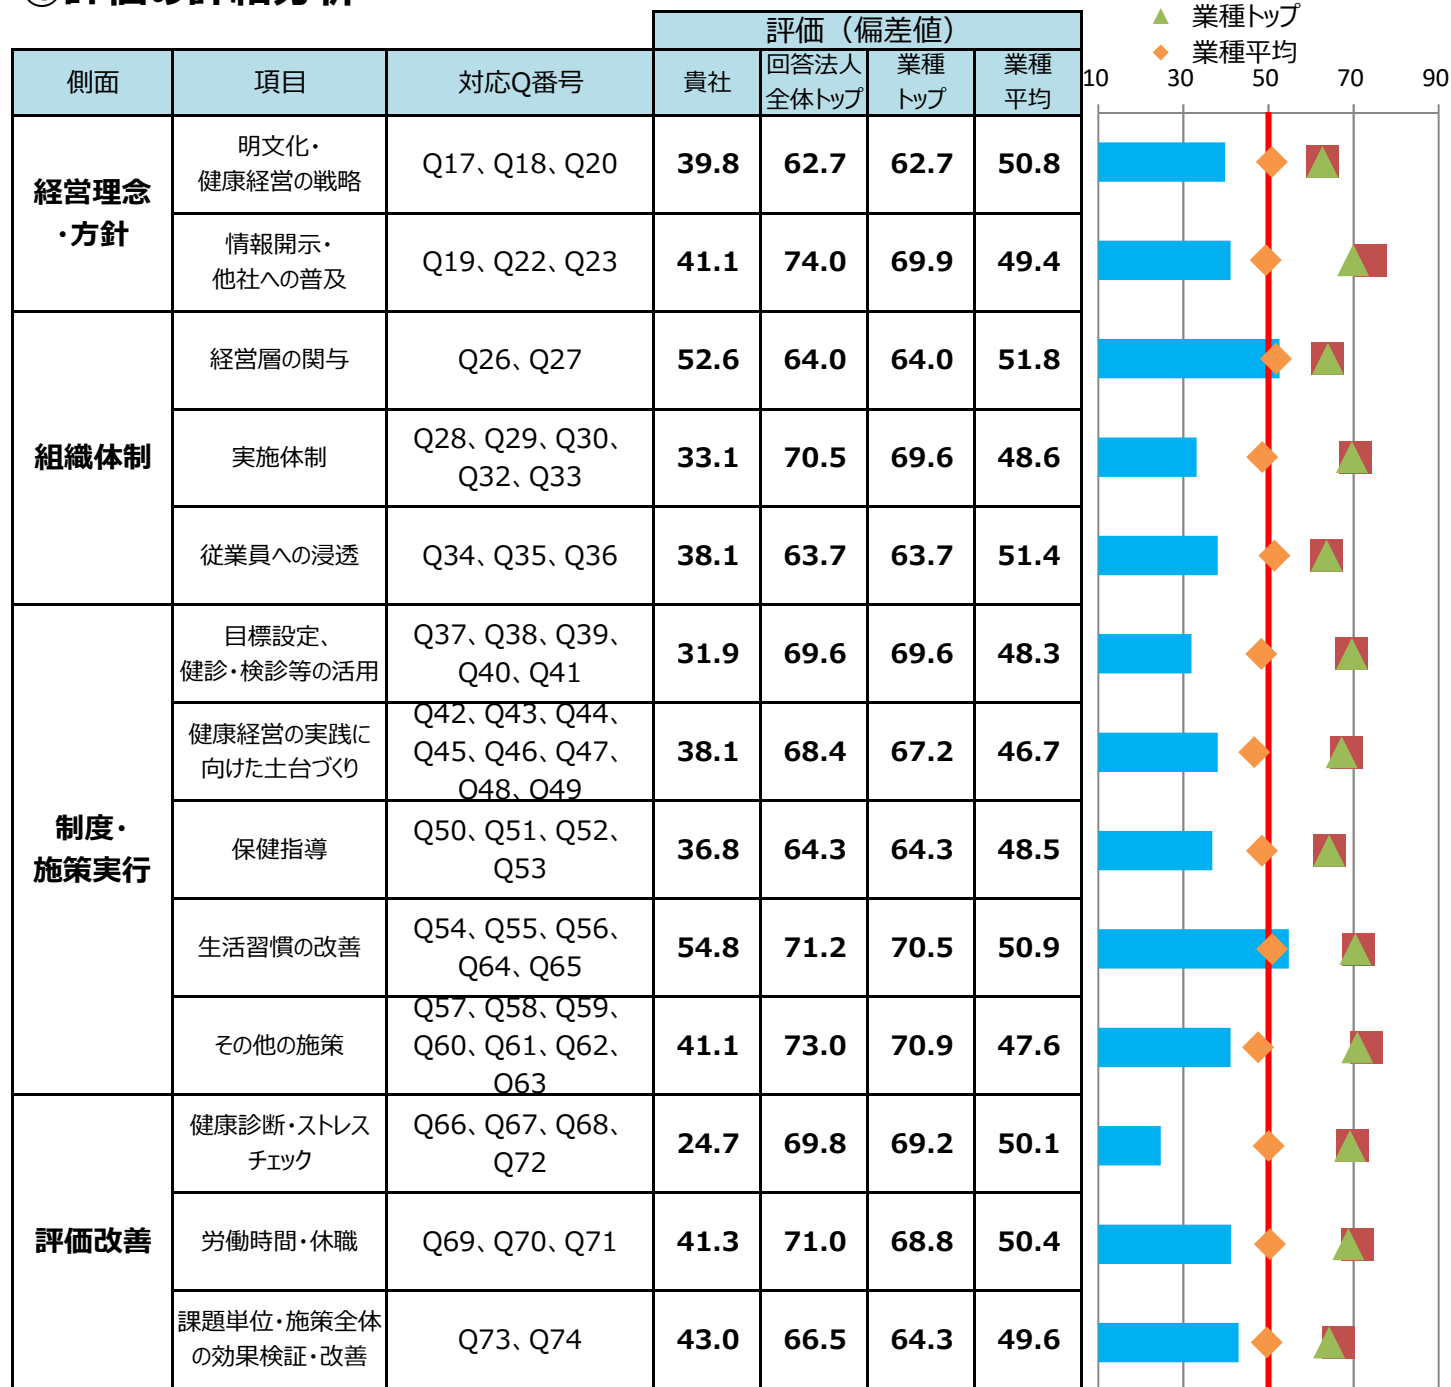 評価(偏差値)
▲ 業種トップ
◆ 業種平均
側面 項目 対応Q番号 貴社 回答法人 業種 業種
全体トップ トップ 平均
10 30 50 70 90
経営理念
・方針
明文化・
健康経営の戦略
Q17、Q18、Q20 39.8 62.7 62.7 50.8
情報開示・
他社への普及
Q19、Q22、Q23 41.1 74.0 69.9 49.4
組織体制
経営層の関与 Q26、Q27 52.6 64.0 64.0 51.8
実施体制
Q28、Q29、Q30、
Q32、Q33
33.1 70.5 69.6 48.6
従業員への浸透 Q34、Q35、Q36 38.1 63.7 63.7 51.4
制度・
施策実行
目標設定、
健診・検診等の活用
Q37、Q38、Q39、
Q40、Q41
31.9 69.6 69.6 48.3
健康経営の実践に
向けた土台づくり
Q42、Q43、Q44、
Q45、Q46、Q47、
Q48、Q49
38.1 68.4 67.2 46.7
保健指導
Q50、Q51、Q52、
Q53
36.8 64.3 64.3 48.5
生活習慣の改善
Q54、Q55、Q56、
Q64、Q65
54.8 71.2 70.5 50.9
その他の施策
Q57、Q58、Q59、
Q60、Q61、Q62、
Q63
41.1 73.0 70.9 47.6
評価改善
健康診断・ストレス
チェック
Q66、Q67、Q68、
Q72
24.7 69.8 69.2 50.1
労働時間・休職 Q69、Q70、Q71 41.3 71.0 68.8 50.4
課題単位・施策全体
の効果検証・改善
Q73、Q74 43.0 66.5 64.3 49.6